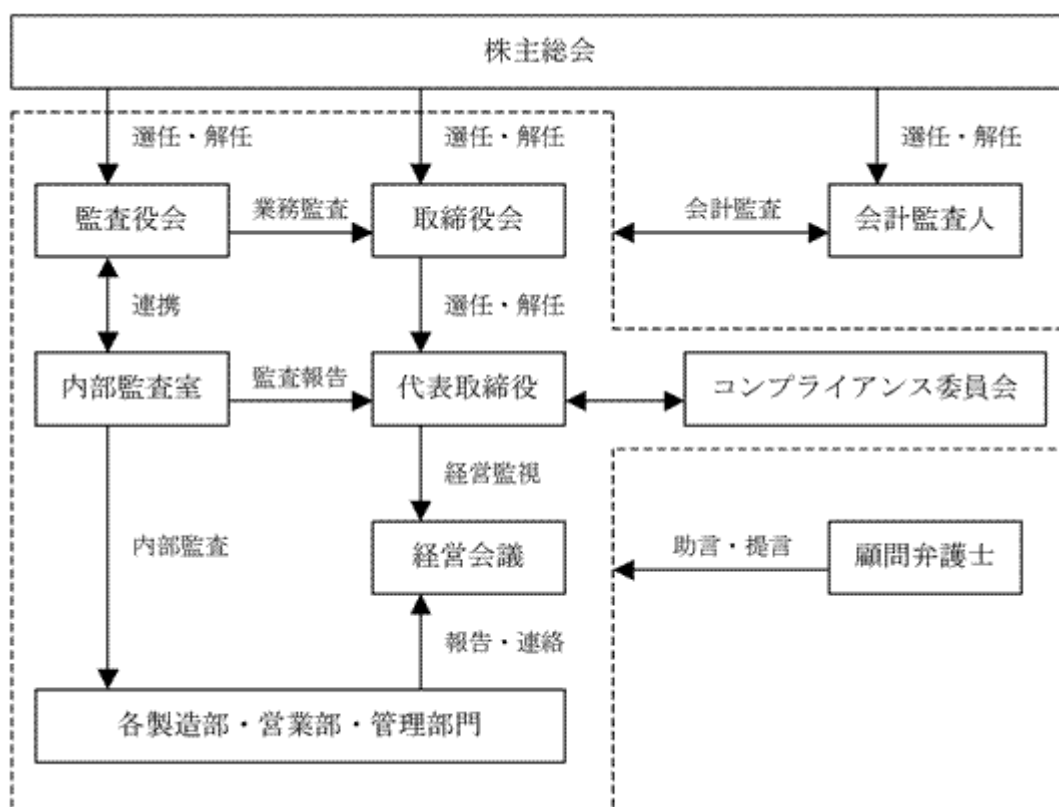 株主総会
選任・解任
選任・解任
選任・解任
監査役会
業務監査
取締役会
会計監査
会計監査人
連携
選任・解任
内部監査室
監査報告
代表取締役
コンプライアンス委員会
経営監視
内部監査
経営会議
助言・提言
顧問弁護士
報告・連絡
各製造部・営業部・管理部門